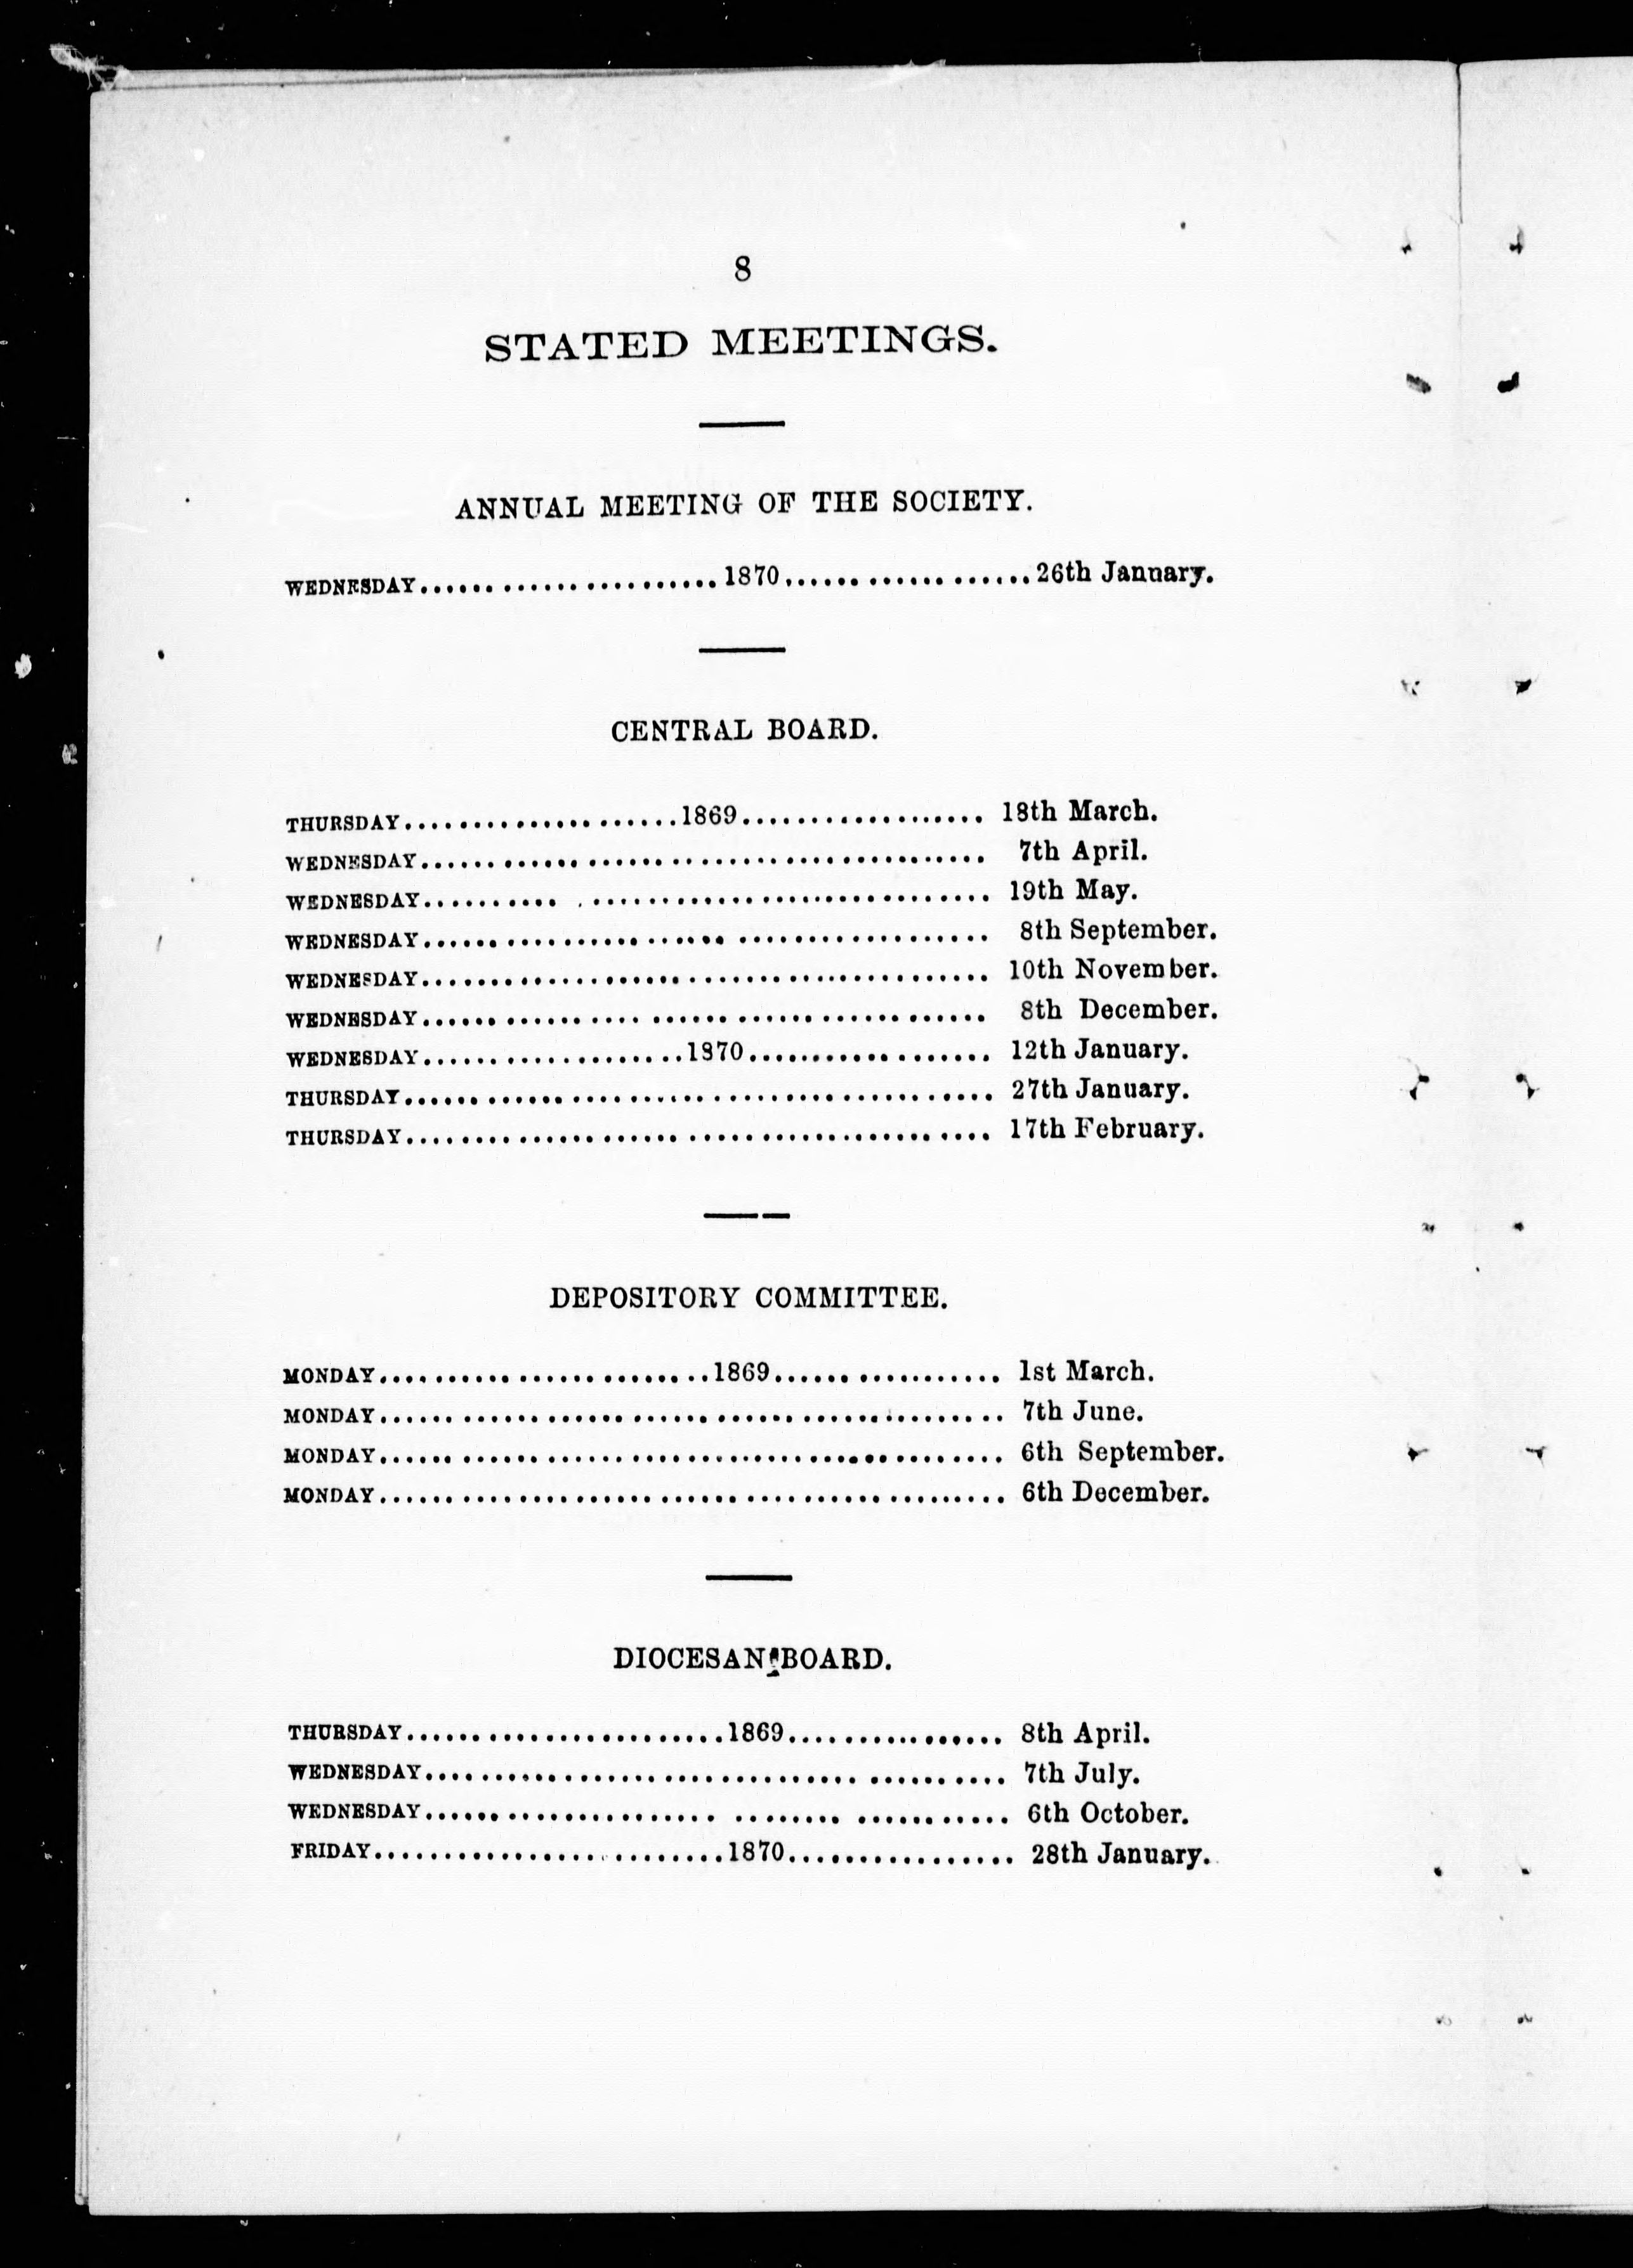 8
STATED MEETINGS.
ANNUAL MEETING OF THE SOCIETY.
WEDNESDAY......................1870..................26th January.
CENTRAL BOARD.
THURSDAY....................1869.................. 18th March.
WEDNESDAY......................................... 7th April.
WEDNESDAY.......... .............................. 19th May.
WEDNESDAY......................................... 8th September.
WEDNESDAY......................................... 10th November.
WEDNESDAY......................................... 8th December.
WEDNESDAY...................1870.................. 12th January.
THURSDAY.......................................... 27th January.
THURSDAY.......................................... 17th February.
DEPOSITORY COMMITTEE.
MONDAY........................1869................. 1st March.
MONDAY............................................. 7th June.
MONDAY............................................. 6th September.
MONDAY............................................. 6th December.
DIOCESAN BOARD.
THURSDAY.......................1869................ 8th April.
WEDNESDAY.......................................... 7th July.
WEDNESDAY.......................................... 6th October.
FRIDAY.........................1870................ 28th January.